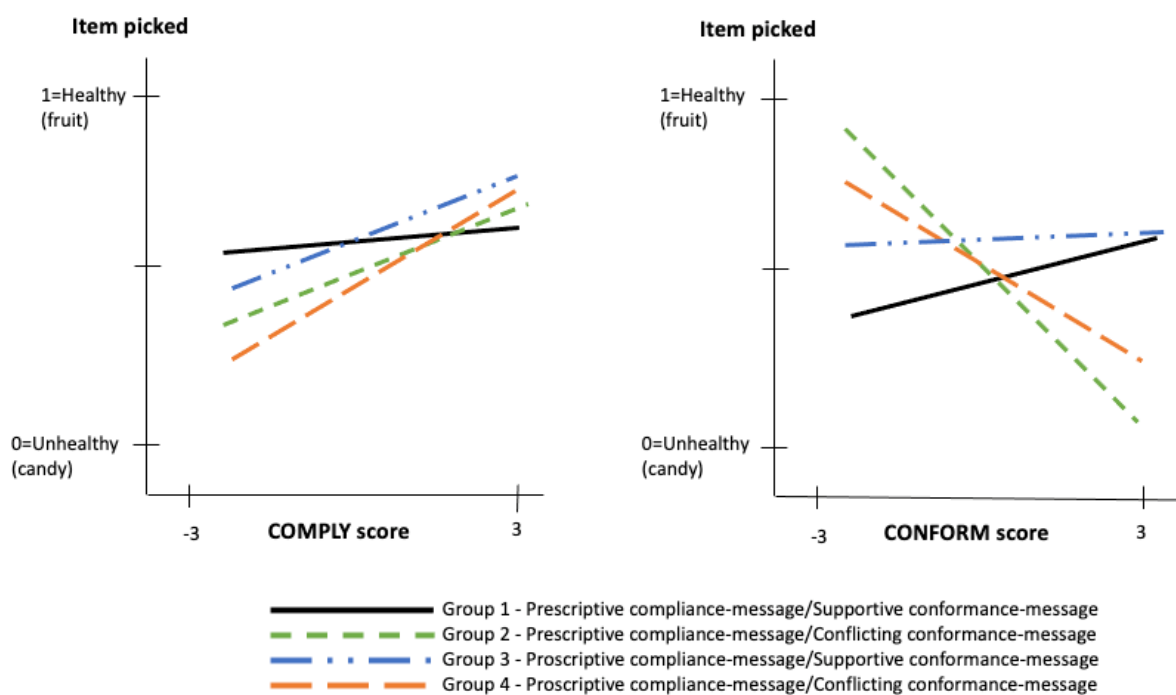 Item picked
1=Healthy
(fruit)
0=Unhealthy
(candy)
-3
COMPLY score
3
Item picked
1=Healthy
(fruit)
0=Unhealthy
(candy)
-3
CONFORM score
3
Group 1 - Prescriptive compliance-message/Supportive conformance-message
Group 2 - Prescriptive compliance-message/Conflicting conformance-message
Group 3 - Proscriptive compliance-message/Supportive conformance-message
Group 4 - Proscriptive compliance-message/Conflicting conformance-message